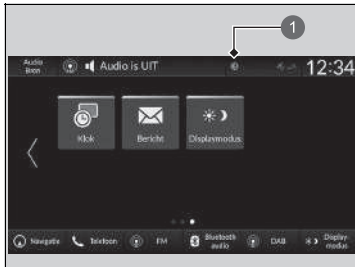 1
Audio
Bron
Audio is UIT
12:34
Klok
Bericht
Displaymodus
Navigatie
Telefoon
FM
Bluetooth
audio
DAB
Display
modus